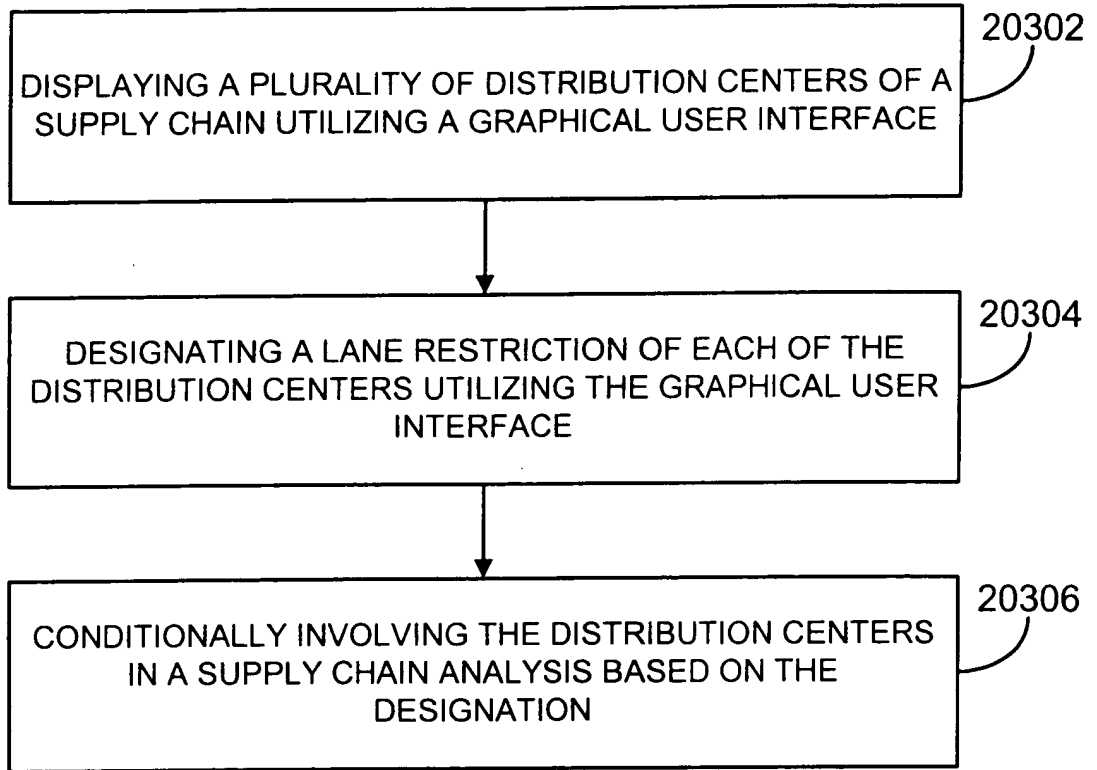 20302
DISPLAYING A PLURALITY OF DISTRIBUTION CENTERS OF A
SUPPLY CHAIN UTILIZING A GRAPHICAL USER INTERFACE
20304
DESIGNATING A LANE RESTRICTION OF EACH OF THE
DISTRIBUTION CENTERS UTILIZING THE GRAPHICAL USER
INTERFACE
20306
CONDITIONALLY INVOLVING THE DISTRIBUTION CENTERS
IN A SUPPLY CHAIN ANALYSIS BASED ON THE
DESIGNATION